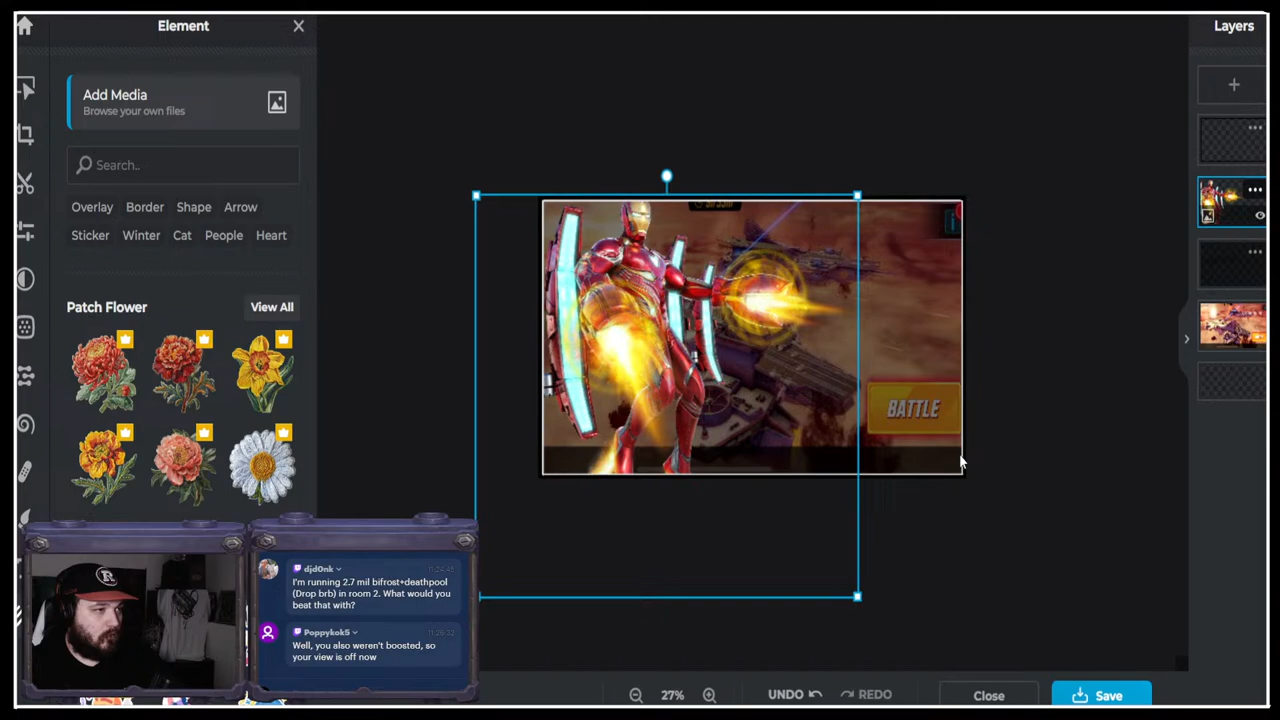 Element
Layers
Add Media
Browse your own files
Search..
Overlay Border Shape Arrow
Sticker Winter Cat People Heart
Patch Flower View All
BATTLE
djd0nk 11:24:45
I'm running 2.7 mil bifrost+deathpool
(Drop brb) in room 2. What would you
beat that with?
Poppykok5
Well, you also weren't boosted, so
your view is off now
27% UNDO REDO Close Save